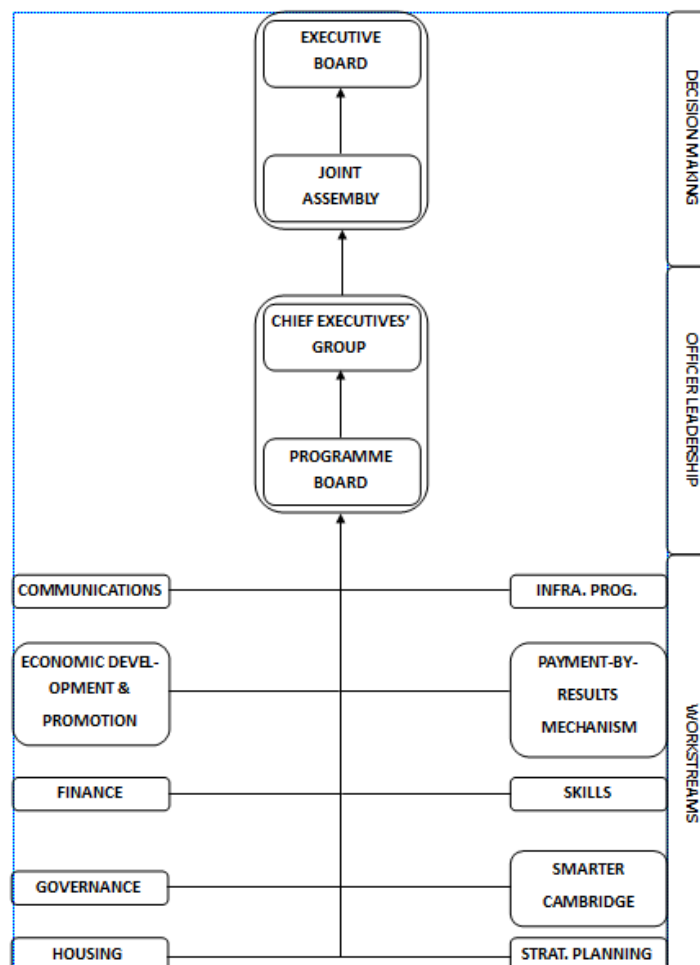 EXECUTIVE
BOARD
JOINT
ASSEMBLY
DECISION MAKING
CHIEF EXECUTIVES’
GROUP
PROGRAMME
BOARD
OFFICER LEADERSHIP
COMMUNICATIONS
INFRA. PROG.
ECONOMIC DEVEL-
OPMENT &
PROMOTION
PAYMENT-BY-
RESULTS
MECHANISM
FINANCE
SKILLS
GOVERNANCE
SMARTER
CAMBRIDGE
HOUSING
STRAT. PLANNING
WORKSTREAMS